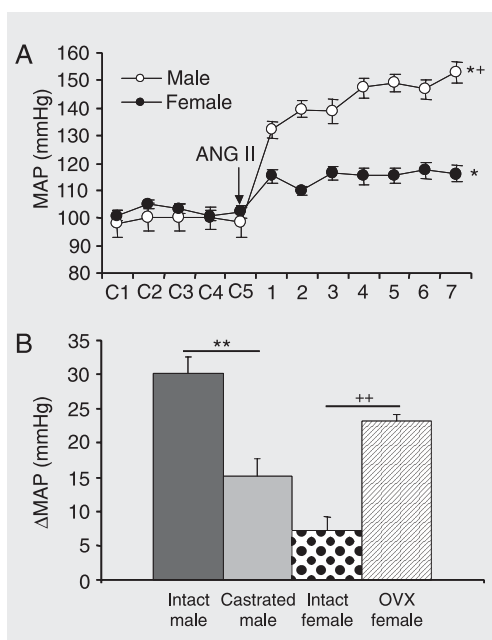 A
160
150
140
130
120
110
100
90
80
MAP (mmHg)
Male
Female
ANG II
*+
*
C1 C2 C3 C4 C5 1 2 3 4 5 6 7
B
35
30
25
20
15
10
5
0
ΔMAP (mmHg)
**
++
Intact male
Castrated male
Intact female
OVX female